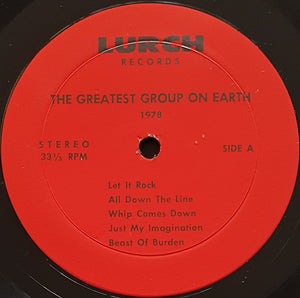 LURCH
RECORDS
THE GREATEST GROUP ON EARTH
1978
STEREO
33⅓ RPM
SIDE A
Let It Rock
All Down The Line
Whip Comes Down
Just My Imagination
Beast Of Burden